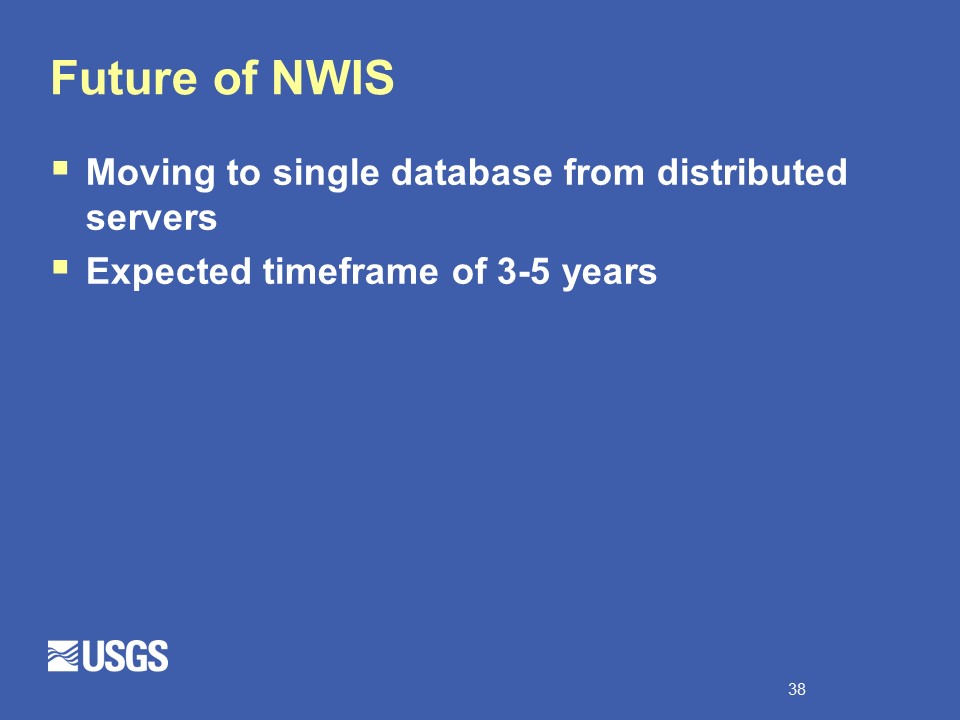 Future of NWIS
▪ Moving to single database from distributed
servers
▪ Expected timeframe of 3-5 years
USGS
38